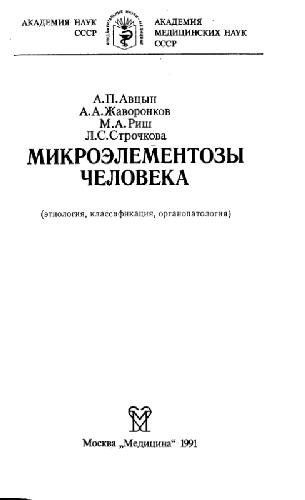 АКАДЕМИЯ НАУК
СССР
АКАДЕМИЯ
МЕДИЦИНСКИХ НАУК
СССР
А.П.Авцын
А.А.Жаворонков
М.А.Риш
Л.С.Строчкова
МИКРОЭЛЕМЕНТОЗЫ
ЧЕЛОВЕКА
(этиология, классификация, органопатология)
Москва „Медицина" 1991